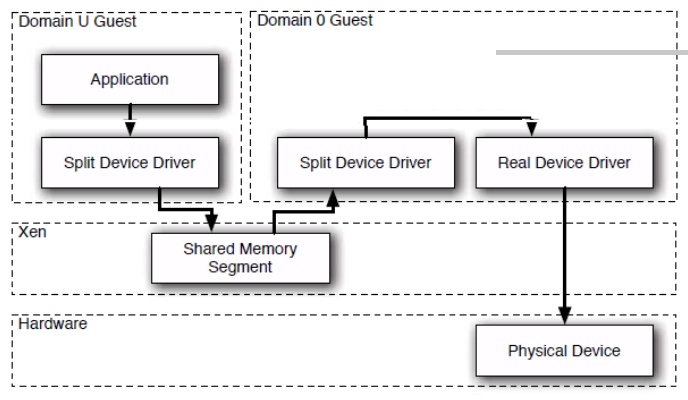 Domain U Guest
Domain 0 Guest
Application
Split Device Driver
Split Device Driver
Real Device Driver
Xen
Shared Memory
Segment
Hardware
Physical Device